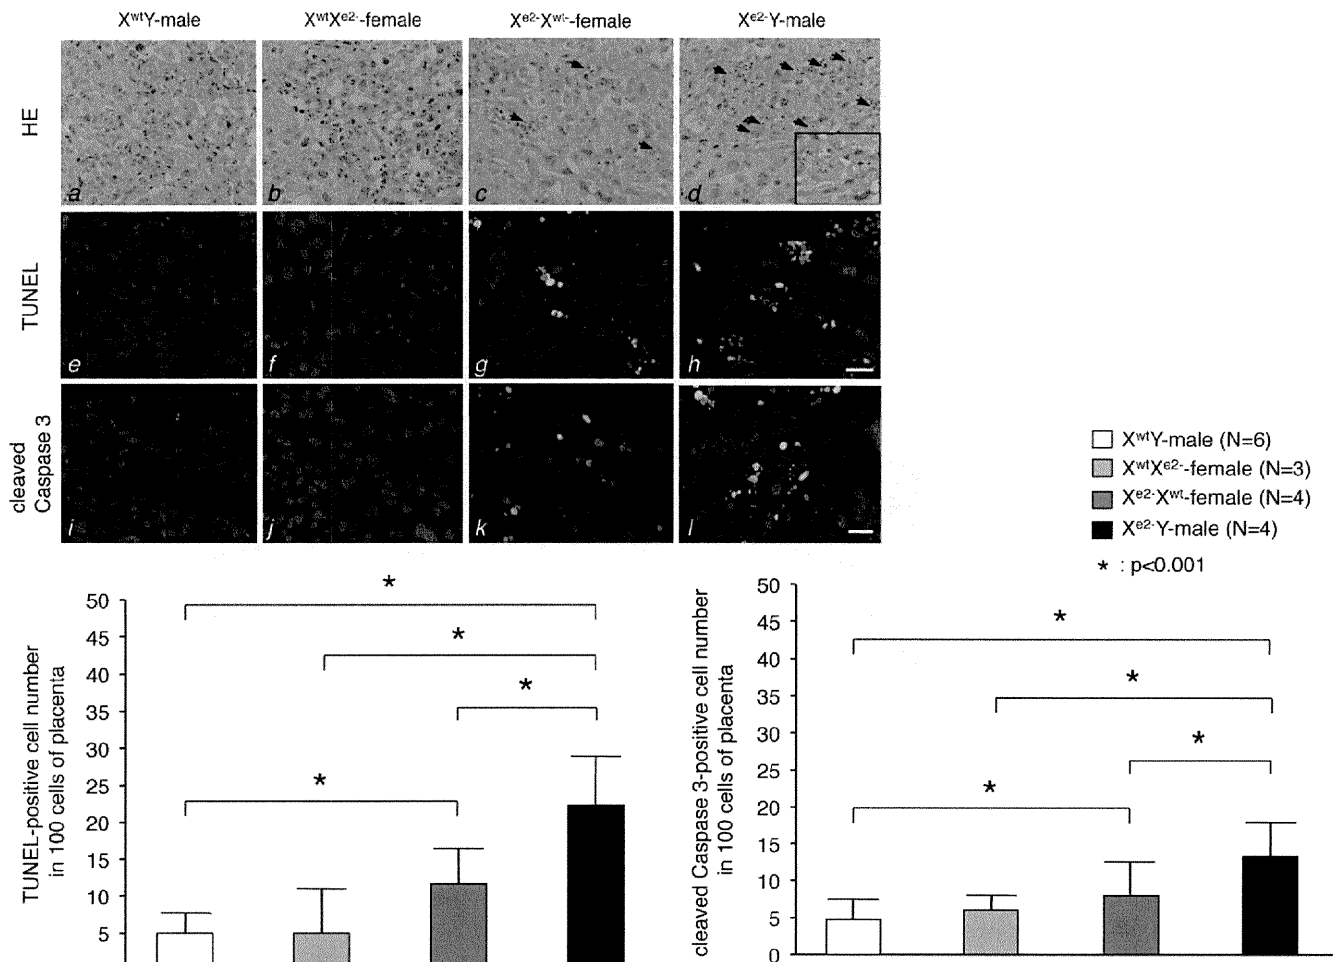 XwtY-male XwtXe2--female Xe2-Xwt--female Xe2-Y-male
HE
a b c d
TUNEL
e f g h
cleaved
Caspase 3
i j k l
XwtY-male (N=6)
XwtXe2--female (N=3)
Xe2-Xwt-female (N=4)
Xe2-Y-male (N=4)
* : p<0.001
TUNEL-positive cell number
in 100 cells of placenta
50
45
40
35
30
25
20
15
10
5
*
*
*
*
cleaved Caspase 3-positive cell number
in 100 cells of placenta
50
45
40
35
30
25
20
15
10
5
0
*
*
*
*